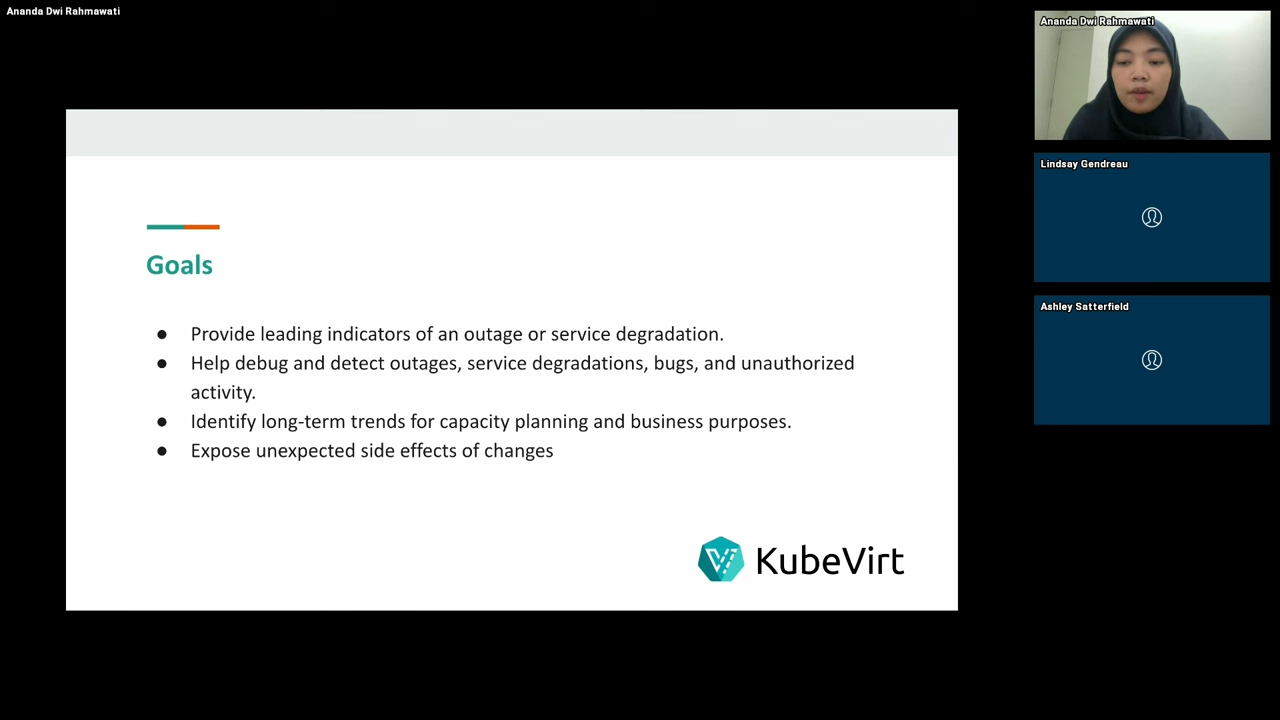 Ananda Dwi Rahmawati
Ananda Dwi Rahmawati
Lindsay Gendreau
Ashley Satterfield
Goals
● Provide leading indicators of an outage or service degradation.
● Help debug and detect outages, service degradations, bugs, and unauthorized
activity.
● Identify long-term trends for capacity planning and business purposes.
● Expose unexpected side effects of changes
KubeVirt